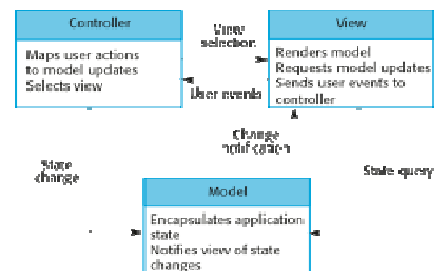 Controller
Maps user actions
to model updates
Selects view
View
selection
User events
View
Renders model
Requests model updates
Sends user events to
controller
Change
notification
State
change
State query
Model
Encapsulates application
state
Notifies view of state
changes